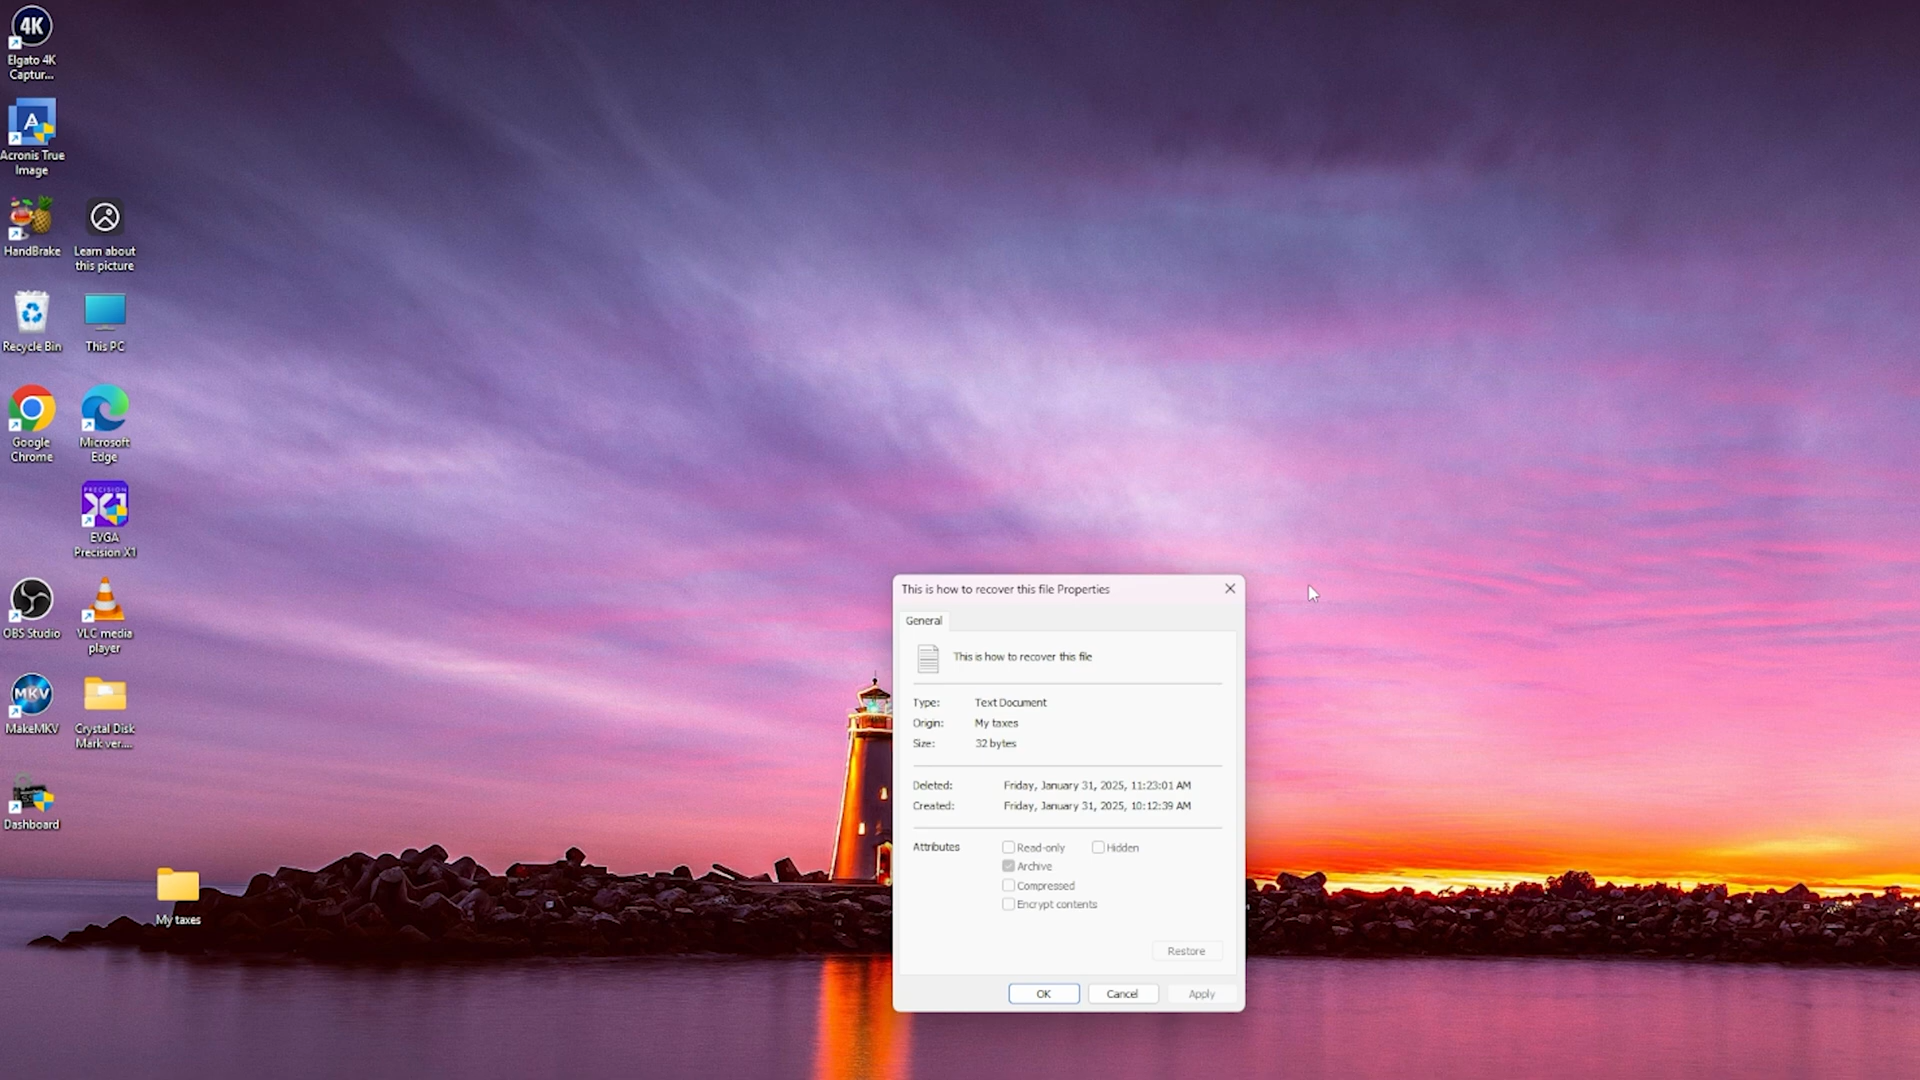 4K
Elgato 4K
Captur...
A
Acronis True
Image
HandBrake
Learn about
this picture
Recycle Bin
This PC
Google
Chrome
Microsoft
Edge
PRECISION
X1
EVGA
Precision X1
OBS Studio
VLC media
player
MKV
MakeMKV
Crystal Disk
Mark ver....
Dashboard
My taxes
This is how to recover this file Properties
General
This is how to recover this file
Type: Text Document
Origin: My taxes
Size: 32 bytes
Deleted: Friday, January 31, 2025, 11:23:01 AM
Created: Friday, January 31, 2025, 10:12:39 AM
Attributes Read-only Hidden
Archive
Compressed
Encrypt contents
Restore
OK Cancel Apply